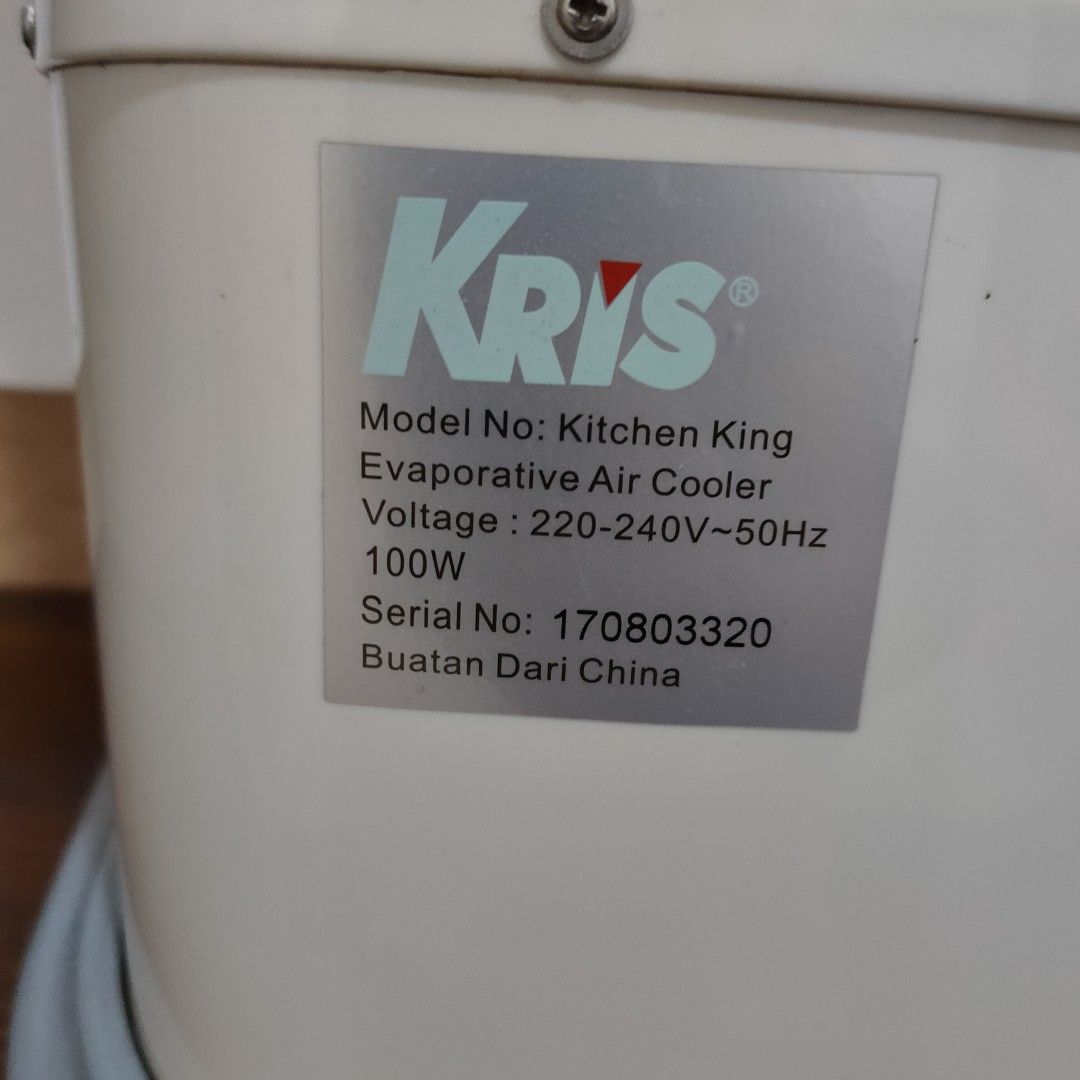 KRIS®
Model No: Kitchen King
Evaporative Air Cooler
Voltage : 220-240V~50Hz
100W
Serial No: 170803320
Buatan Dari China